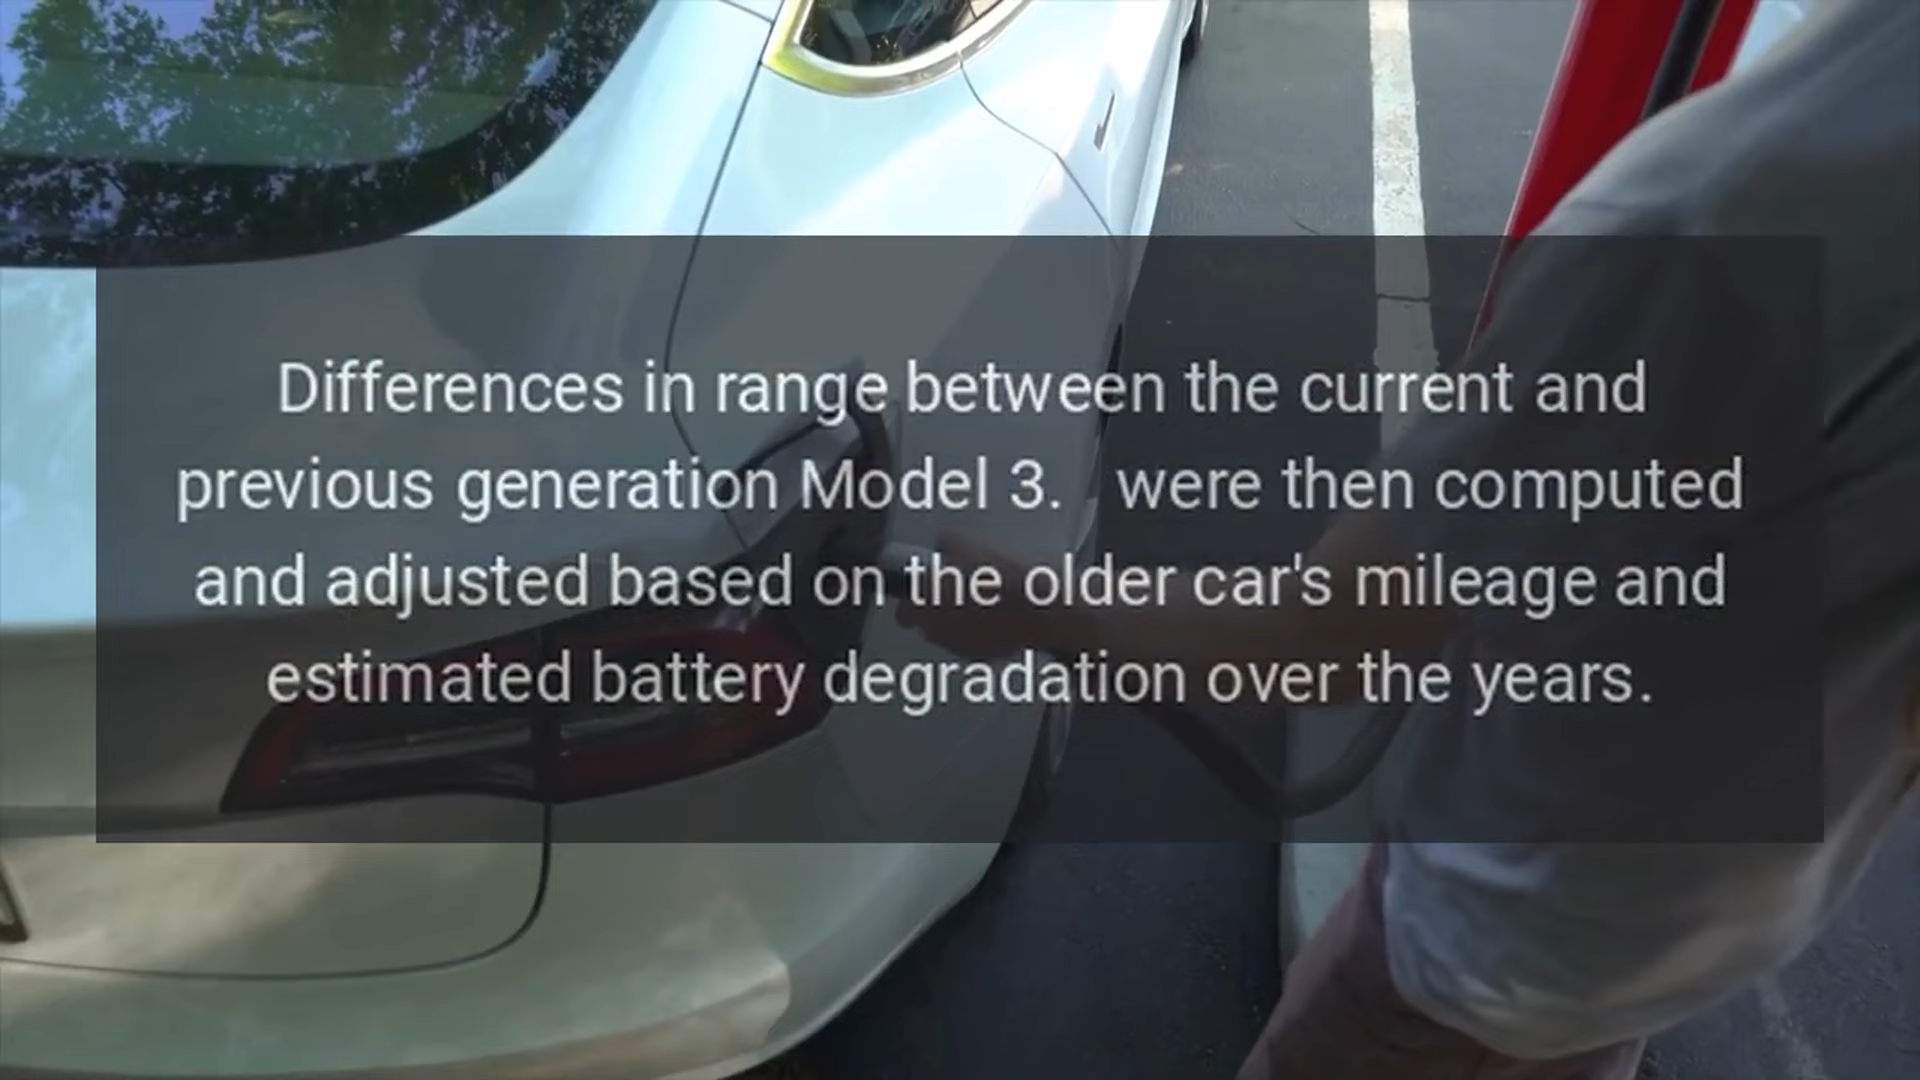 Differences in range between the current and
previous generation Model 3.   were then computed
and adjusted based on the older car's mileage and
estimated battery degradation over the years.